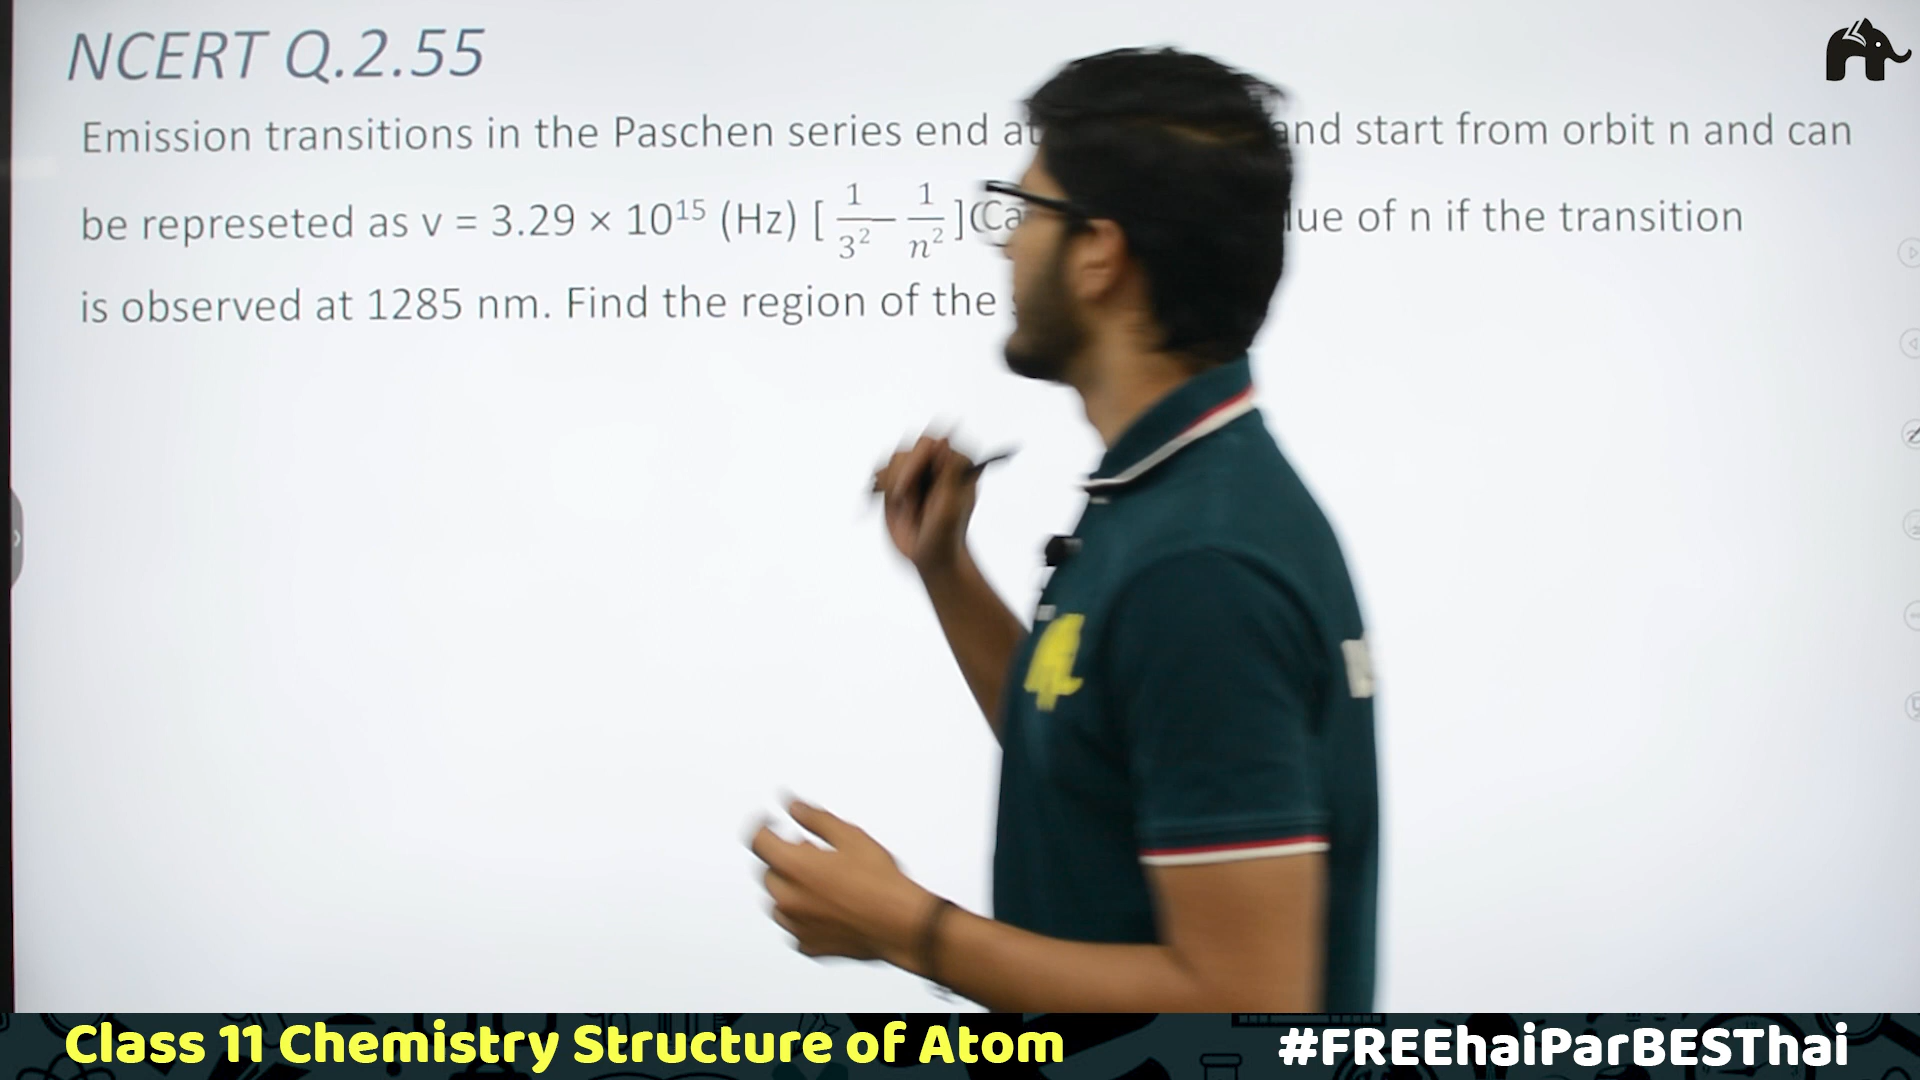 NCERT Q.2.55
Emission transitions in the Paschen series end at and start from orbit n and can
be represeted as v = 3.29 × 10¹⁵ (Hz) [ 1/3² − 1/n² ] of n if the transition
is observed at 1285 nm. Find the region of the
Class 11 Chemistry Structure of Atom
#FREEhaiParBESThai